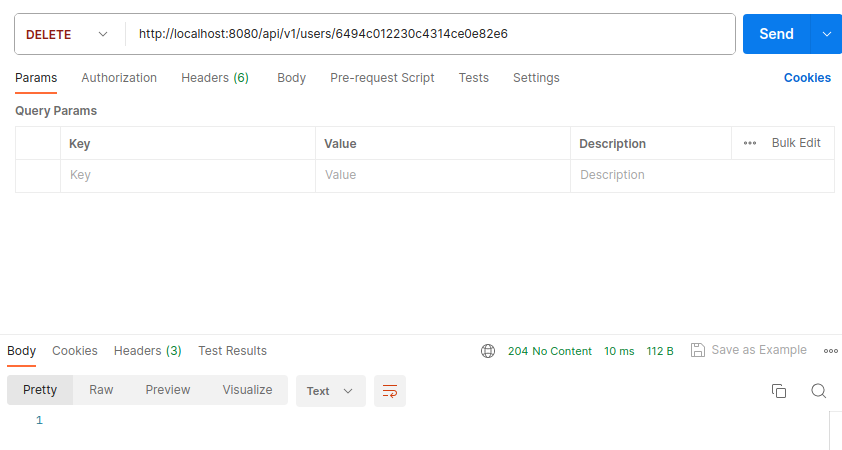 DELETE http://localhost:8080/api/v1/users/6494c012230c4314ce0e82e6 Send
Params Authorization Headers (6) Body Pre-request Script Tests Settings Cookies
Query Params
Key Value Description Bulk Edit
Key Value Description
Body Cookies Headers (3) Test Results 204 No Content 10 ms 112 B Save as Example
Pretty Raw Preview Visualize Text
1